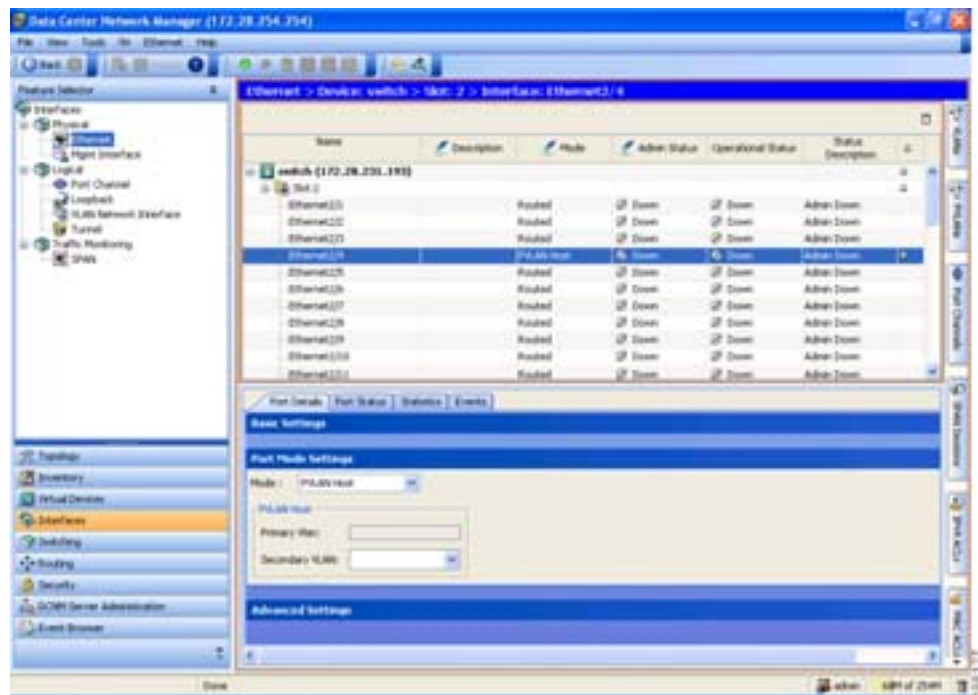 Data Center Network Manager (172.28.254.254)
File View Tools Go Ethernet Help
Back
Feature Selector
Interfaces
Physical
Ethernet
Mgmt Interface
Logical
Port Channel
Loopback
VLAN Network Interface
Tunnel
Traffic Monitoring
SPAN
Topology
Inventory
Virtual Devices
Interfaces
Switching
Routing
Security
DCNM Server Administration
Event Browser
Ethernet > Device: switch > Slot: 2 > Interface: Ethernet2/4
Name Description Mode Admin Status Operational Status Status Description
switch (172.28.231.193)
Slot 2
Ethernet2/1 Routed Down Down Admin Down
Ethernet2/2 Routed Down Down Admin Down
Ethernet2/3 Routed Down Down Admin Down
Ethernet2/4 PVLAN Host Down Down Admin Down
Ethernet2/5 Routed Down Down Admin Down
Ethernet2/6 Routed Down Down Admin Down
Ethernet2/7 Routed Down Down Admin Down
Ethernet2/8 Routed Down Down Admin Down
Ethernet2/9 Routed Down Down Admin Down
Ethernet2/10 Routed Down Down Admin Down
Ethernet2/11 Routed Down Down Admin Down
Port Details Port Status Statistics Events
Basic Settings
Port Mode Settings
Mode : PVLAN Host
PVLAN Host
Primary Vlan:
Secondary VLAN:
Advanced Settings
VLANs
PVLANs
Port Channels
SPAN Sessions
IPv4 ACLs
MAC ACLs
Done
admin